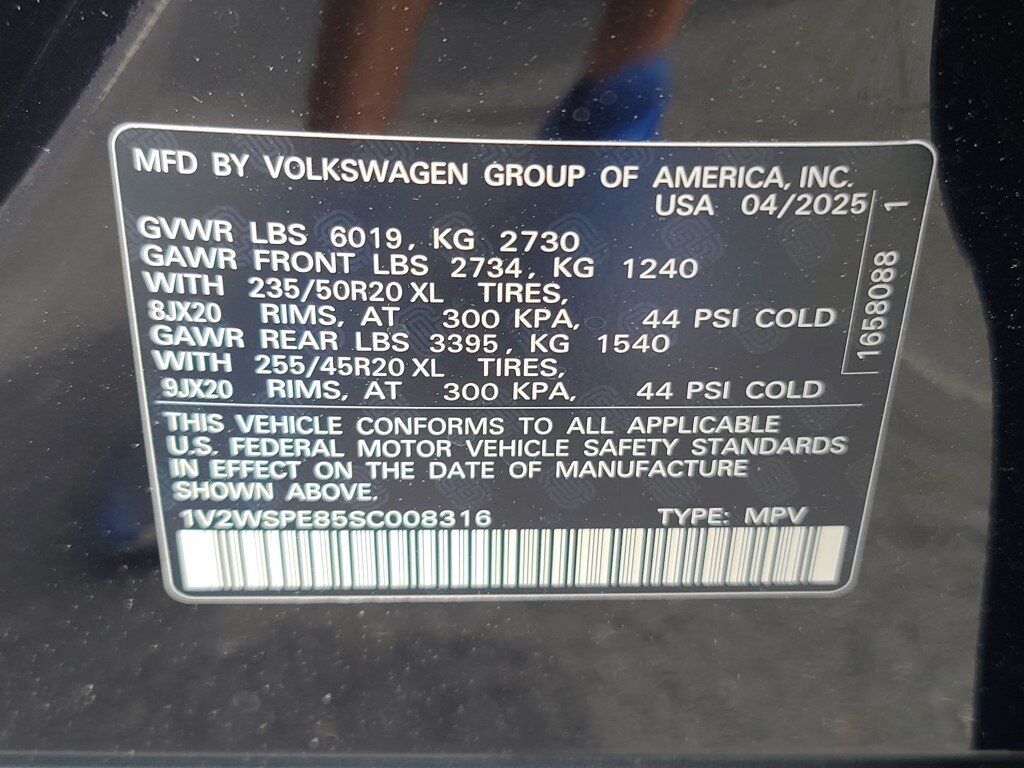 MFD BY VOLKSWAGEN GROUP OF AMERICA, INC.
USA 04/2025
GVWR LBS 6019, KG 2730
GAWR FRONT LBS 2734, KG 1240
WITH 235/50R20 XL TIRES,
8JX20 RIMS, AT 300 KPA, 44 PSI COLD
GAWR REAR LBS 3395, KG 1540
WITH 255/45R20 XL TIRES,
9JX20 RIMS, AT 300 KPA, 44 PSI COLD
THIS VEHICLE CONFORMS TO ALL APPLICABLE
U.S. FEDERAL MOTOR VEHICLE SAFETY STANDARDS
IN EFFECT ON THE DATE OF MANUFACTURE
SHOWN ABOVE.
1V2WSPE85SC008316 TYPE: MPV
1658088
1